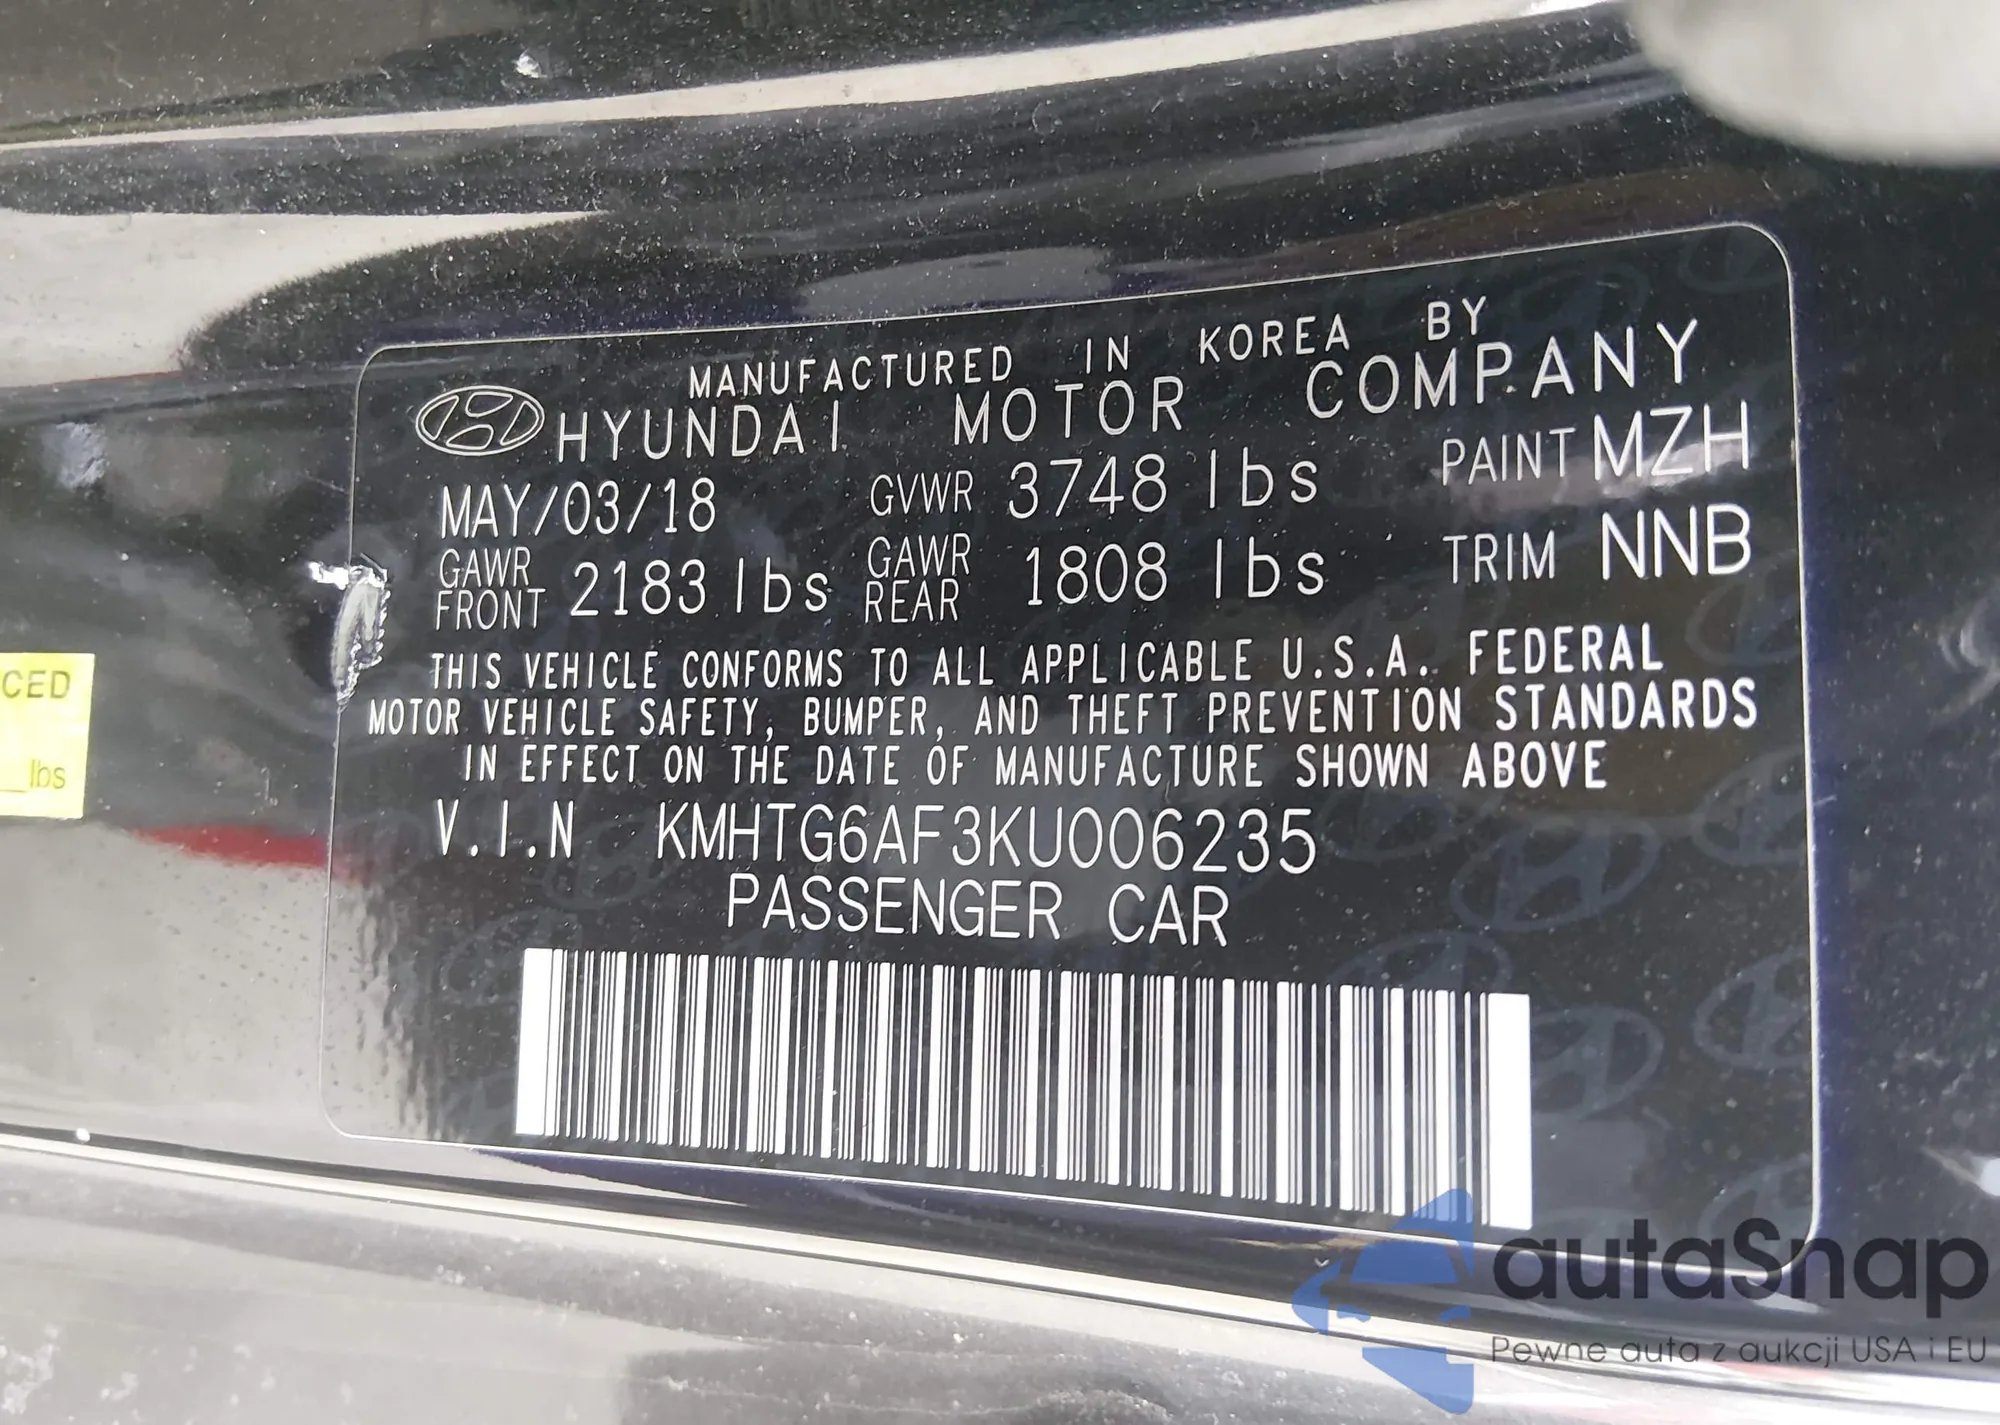 MANUFACTURED IN KOREA BY
HYUNDAI MOTOR COMPANY
MAY/03/18 GVWR 3748 lbs PAINT MZH
GAWR FRONT 2183 lbs GAWR REAR 1808 lbs TRIM NNB
THIS VEHICLE CONFORMS TO ALL APPLICABLE U.S.A. FEDERAL
MOTOR VEHICLE SAFETY, BUMPER, AND THEFT PREVENTION STANDARDS
IN EFFECT ON THE DATE OF MANUFACTURE SHOWN ABOVE
V.I.N KMHTG6AF3KU006235
PASSENGER CAR
CED
lbs
autaSnap
Pewne auta z aukcji USA i EU